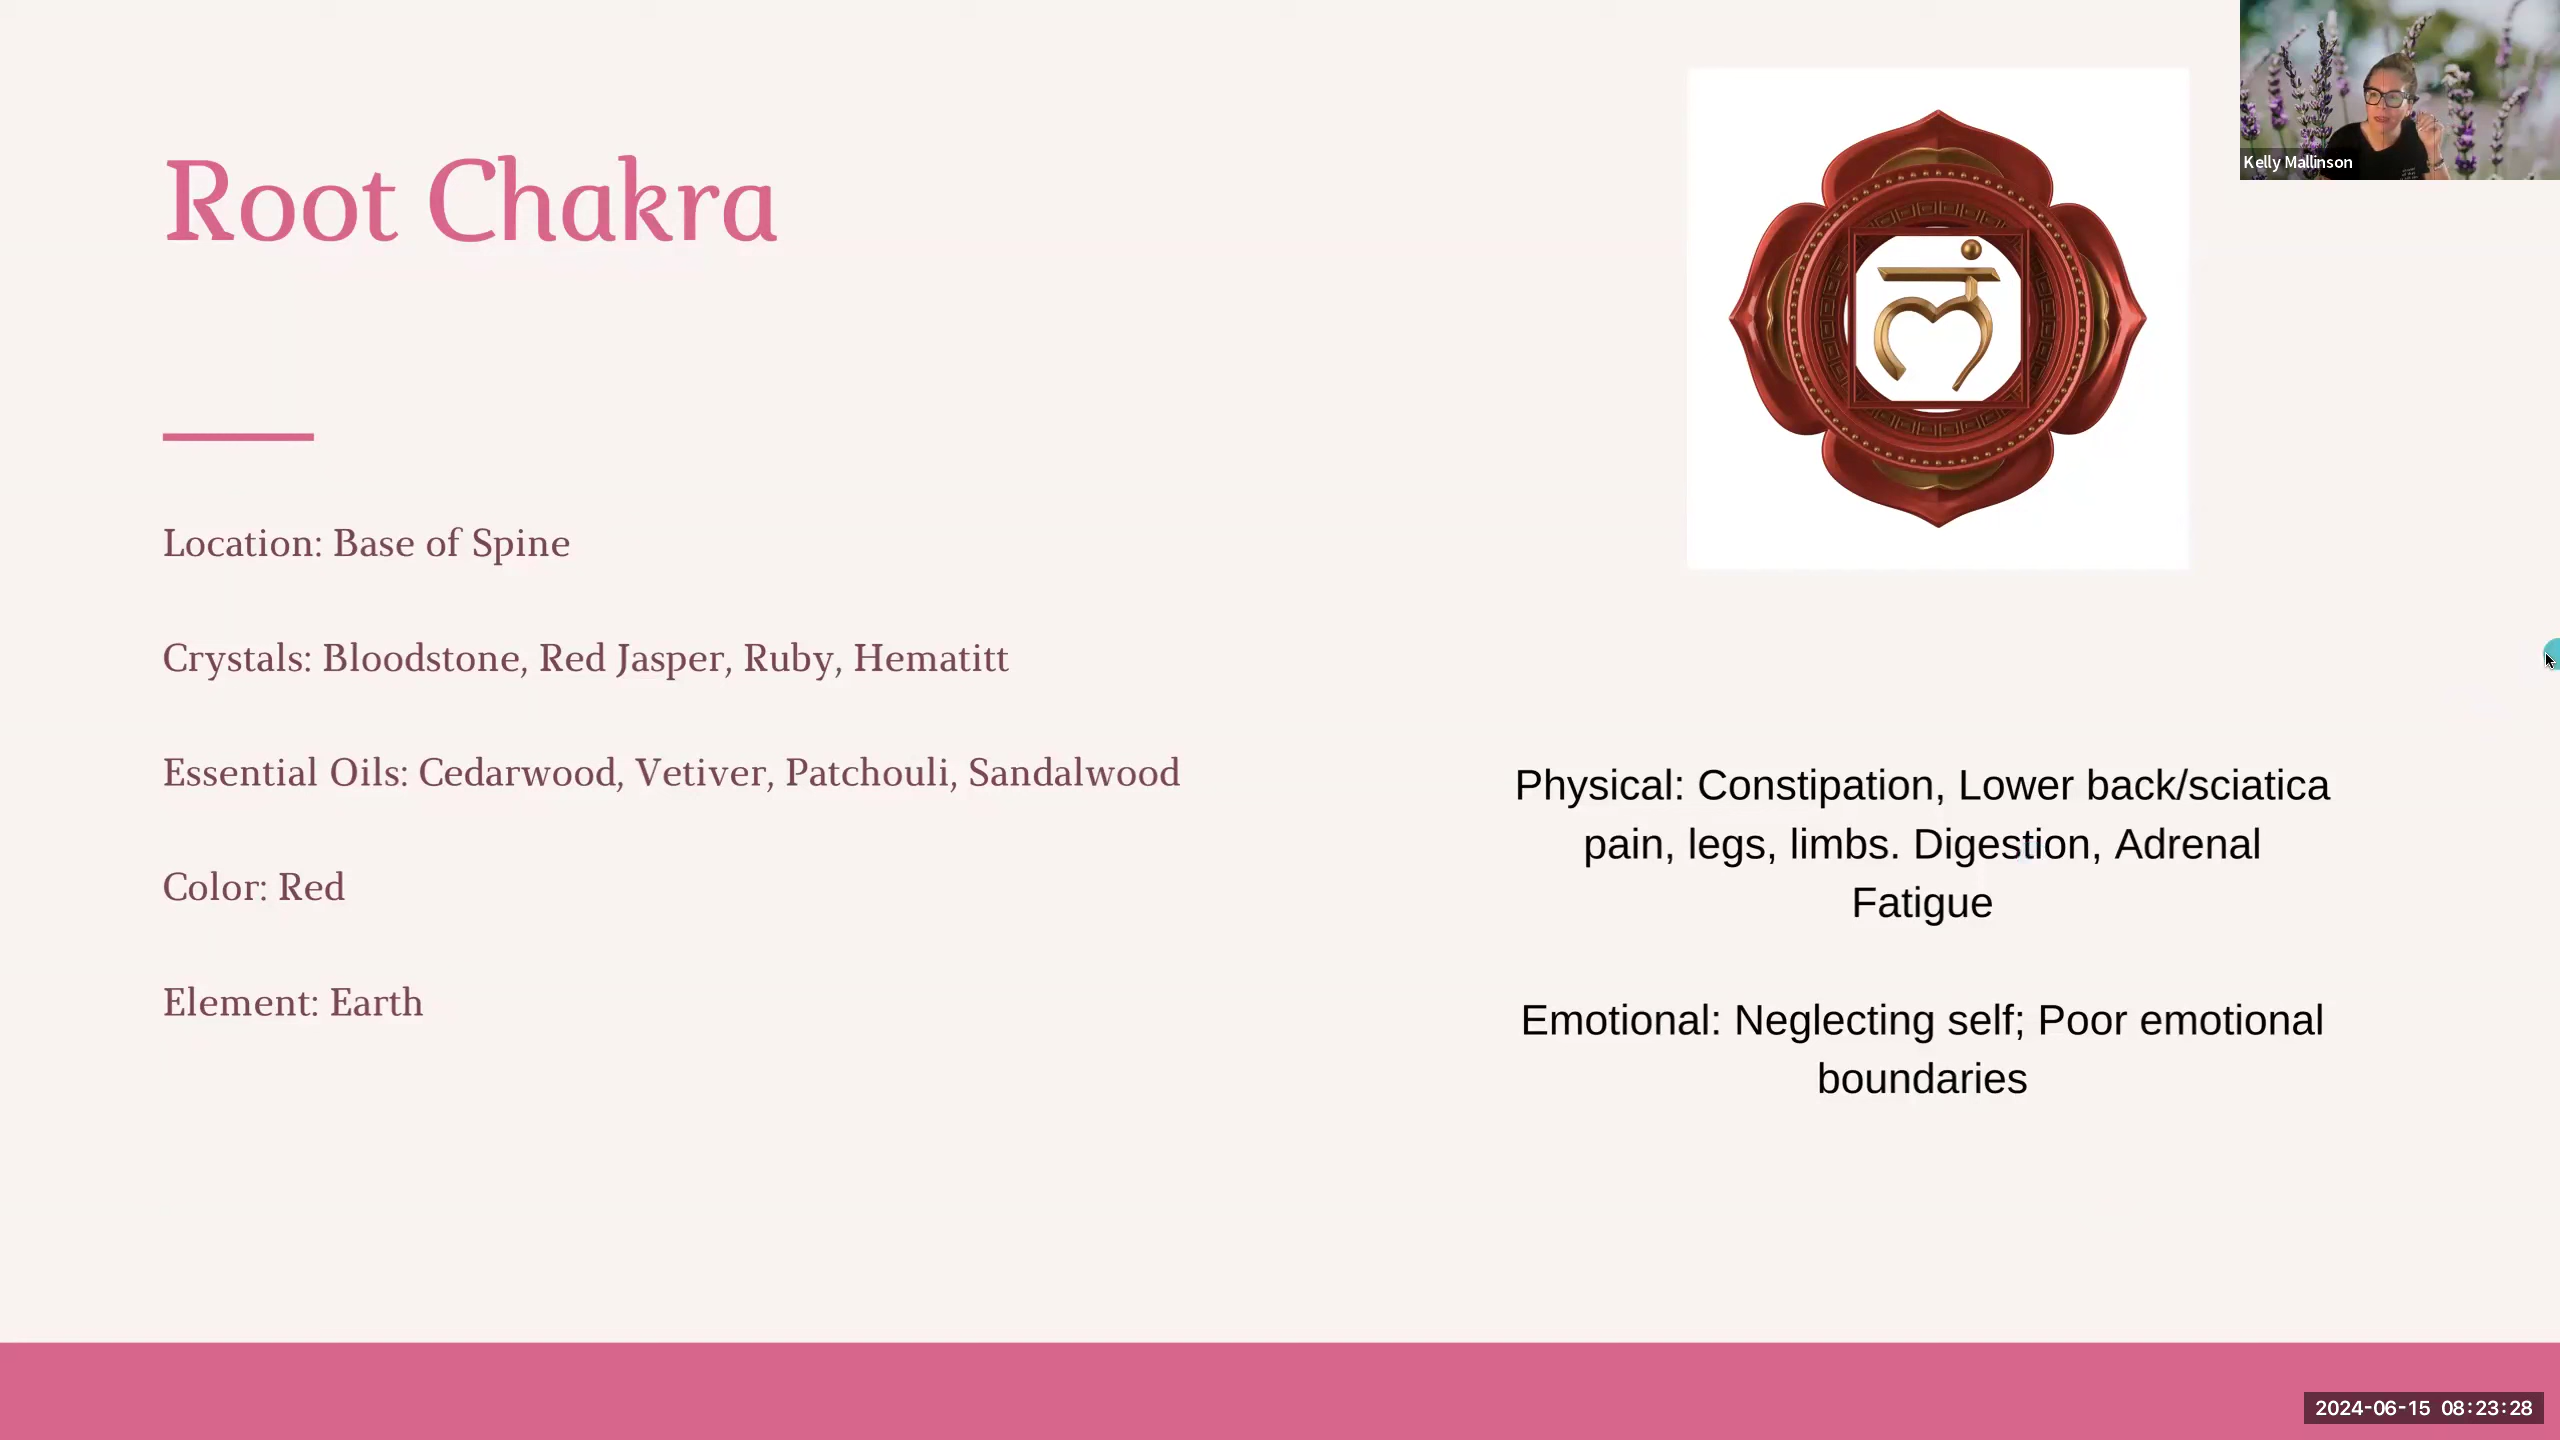 Root Chakra
Location: Base of Spine
Crystals: Bloodstone, Red Jasper, Ruby, Hematitt
Essential Oils: Cedarwood, Vetiver, Patchouli, Sandalwood
Color: Red
Element: Earth
लं
Kelly Mallinson
Physical: Constipation, Lower back/sciatica
pain, legs, limbs. Digestion, Adrenal
Fatigue
Emotional: Neglecting self; Poor emotional
boundaries
2024-06-15 08:23:28